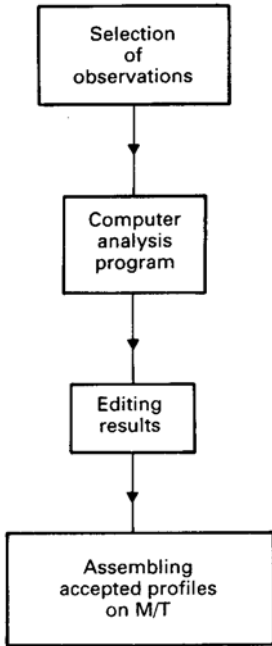 Selection
of
observations
Computer
analysis
program
Editing
results
Assembling
accepted profiles
on M/T